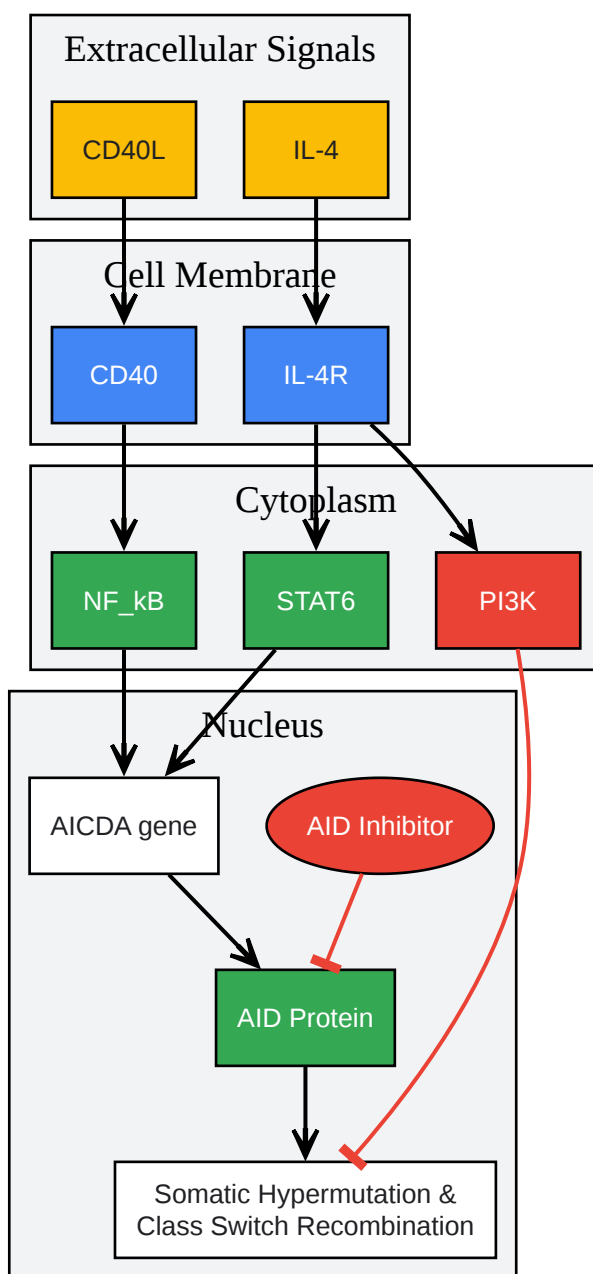 Extracellular Signals
CD40L
IL-4
Cell Membrane
CD40
IL-4R
Cytoplasm
NF_kB
STAT6
PI3K
Nucleus
AICDA gene
AID Inhibitor
AID Protein
Somatic Hypermutation &
Class Switch Recombination